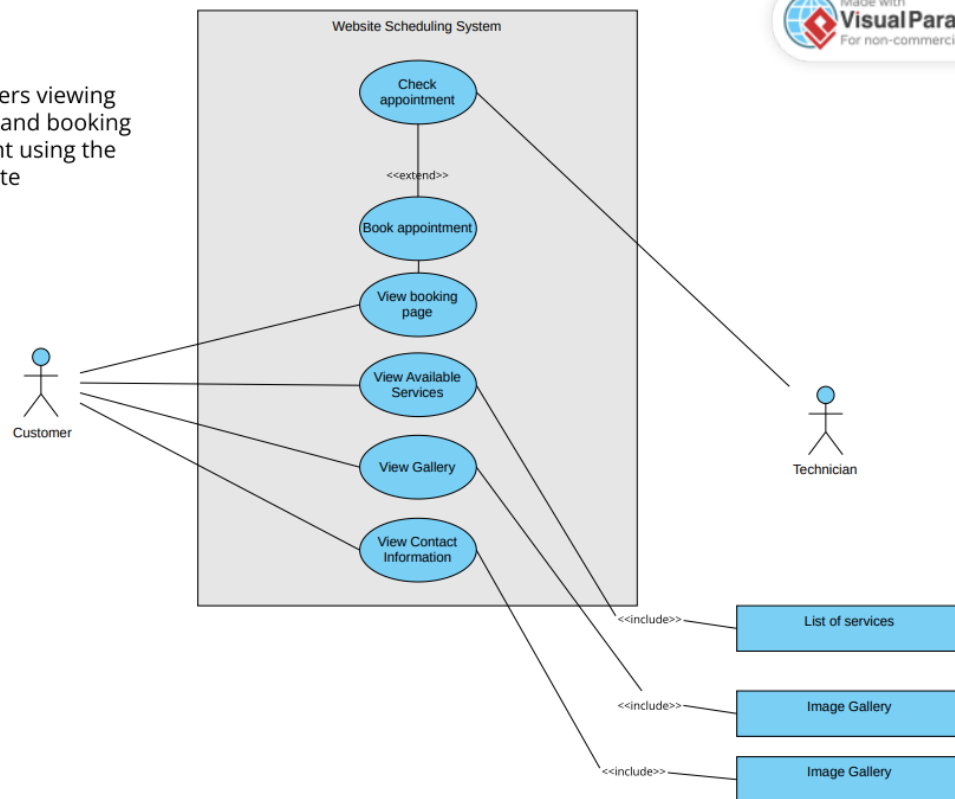 Website Scheduling System
Made with
Visual Para
For non-commerci
ers viewing
and booking
nt using the
te
Check
appointment
<<extend>>
Book appointment
View booking
page
View Available
Services
Customer
View Gallery
Technician
View Contact
Information
<<include>>
List of services
<<include>>
Image Gallery
<<include>>
Image Gallery